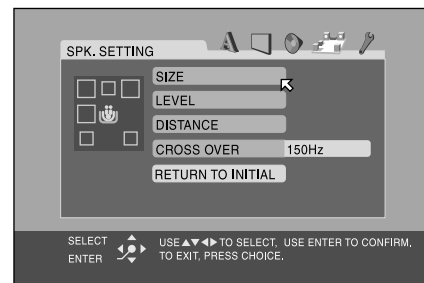 SPK. SETTING
SIZE
LEVEL
DISTANCE
CROSS OVER 150Hz
RETURN TO INITIAL
SELECT
ENTER
USE ▲▼◀▶ TO SELECT, USE ENTER TO CONFIRM,
TO EXIT, PRESS CHOICE.